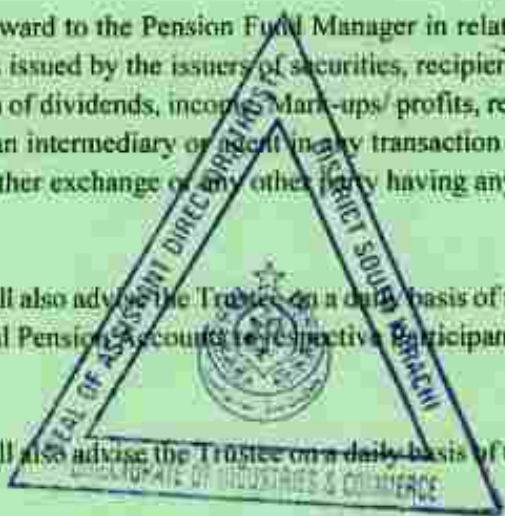 ward to the Pension Fund Manager in relat
issued by the issuers of securities, recipien
of dividends, income, Mark-ups/ profits, re
an intermediary or agent in any transaction
ther exchange or any other party having any
ll also advise the Trustee on a daily basis of
l Pension Accounts respective Participan
ll also advise the Trustee on a daily basis of
SEAL OF ASSISTANT DIRECTOR TRUST
DISTRICT SOUTH KARACHI
DIRECTORATE OF INDUSTRIES & COMMERCE